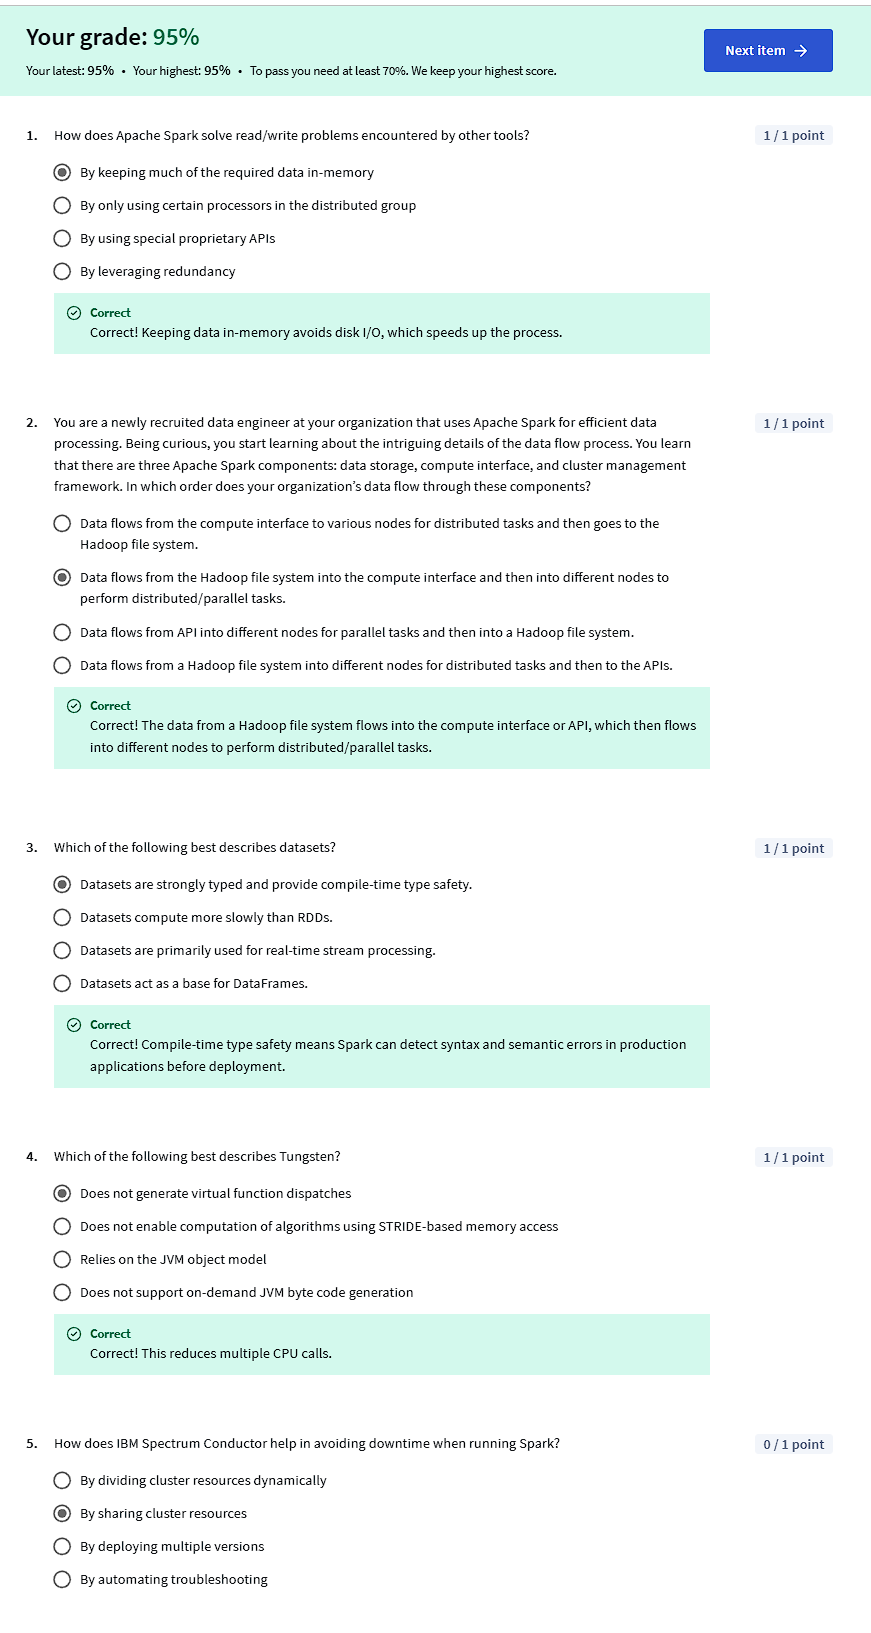 Your grade: 95%
Next item →
Your latest: 95% • Your highest: 95% • To pass you need at least 70%. We keep your highest score.
1. How does Apache Spark solve read/write problems encountered by other tools?
1 / 1 point
By keeping much of the required data in-memory
By only using certain processors in the distributed group
By using special proprietary APIs
By leveraging redundancy
Correct
Correct! Keeping data in-memory avoids disk I/O, which speeds up the process.
2. You are a newly recruited data engineer at your organization that uses Apache Spark for efficient data
1 / 1 point
processing. Being curious, you start learning about the intriguing details of the data flow process. You learn
that there are three Apache Spark components: data storage, compute interface, and cluster management
framework. In which order does your organization’s data flow through these components?
Data flows from the compute interface to various nodes for distributed tasks and then goes to the
Hadoop file system.
Data flows from the Hadoop file system into the compute interface and then into different nodes to
perform distributed/parallel tasks.
Data flows from API into different nodes for parallel tasks and then into a Hadoop file system.
Data flows from a Hadoop file system into different nodes for distributed tasks and then to the APIs.
Correct
Correct! The data from a Hadoop file system flows into the compute interface or API, which then flows
into different nodes to perform distributed/parallel tasks.
3. Which of the following best describes datasets?
1 / 1 point
Datasets are strongly typed and provide compile-time type safety.
Datasets compute more slowly than RDDs.
Datasets are primarily used for real-time stream processing.
Datasets act as a base for DataFrames.
Correct
Correct! Compile-time type safety means Spark can detect syntax and semantic errors in production
applications before deployment.
4. Which of the following best describes Tungsten?
1 / 1 point
Does not generate virtual function dispatches
Does not enable computation of algorithms using STRIDE-based memory access
Relies on the JVM object model
Does not support on-demand JVM byte code generation
Correct
Correct! This reduces multiple CPU calls.
5. How does IBM Spectrum Conductor help in avoiding downtime when running Spark?
0 / 1 point
By dividing cluster resources dynamically
By sharing cluster resources
By deploying multiple versions
By automating troubleshooting